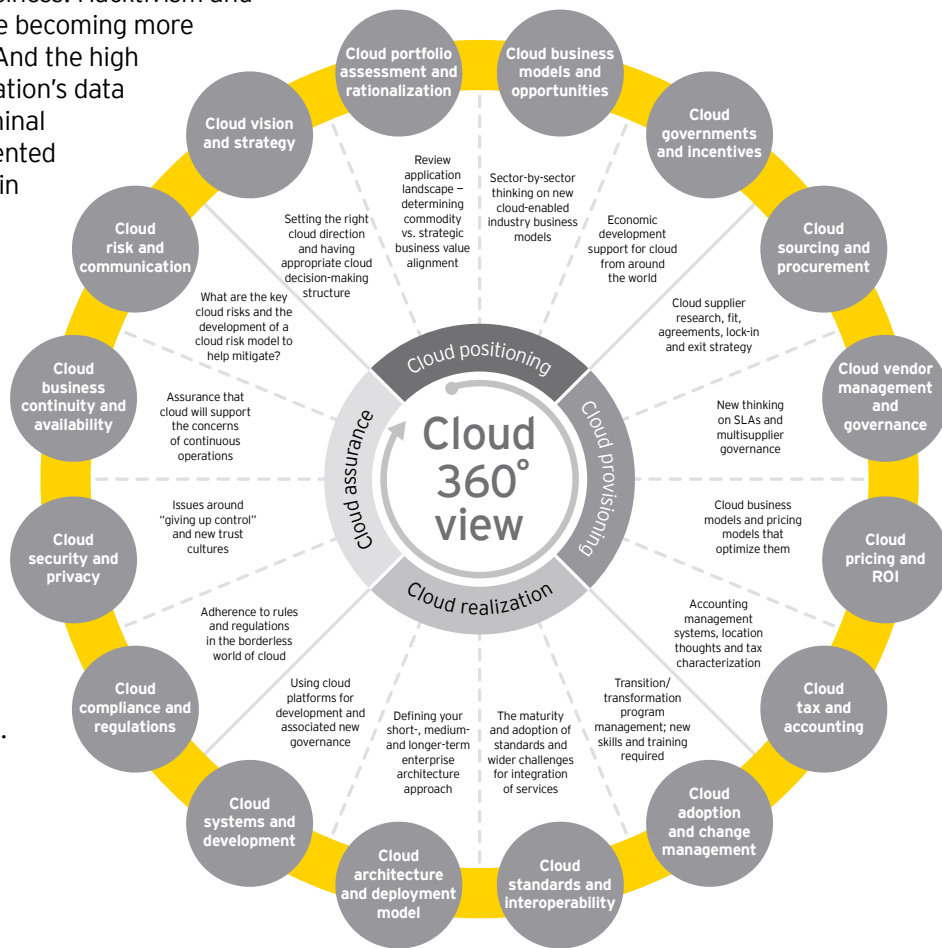 siness. Hacktivism and
e becoming more
And the high
ation's data
minal
ented
in
.
Cloud portfolio
assessment and
rationalization
Cloud business
models and
opportunities
Cloud
governments
and incentives
Cloud
sourcing and
procurement
Cloud vendor
management
and
governance
Cloud
pricing and
ROI
Cloud
tax and
accounting
Cloud
adoption
and change
management
Cloud
standards and
interoperability
Cloud
architecture
and deployment
model
Cloud
systems and
development
Cloud
compliance and
regulations
Cloud
security and
privacy
Cloud
business
continuity and
availability
Cloud
risk and
communication
Cloud vision
and strategy
Review
application
landscape –
determining
commodity
vs. strategic
business value
alignment
Sector-by-sector
thinking on new
cloud-enabled
industry business
models
Economic
development
support for cloud
from around
the world
Cloud supplier
research, fit,
agreements, lock-in
and exit strategy
New thinking
on SLAs and
multisupplier
governance
Cloud business
models and pricing
models that
optimize them
Accounting
management
systems, location
thoughts and tax
characterization
Transition/
transformation
program
management; new
skills and training
required
The maturity
and adoption of
standards and
wider challenges
for integration
of services
Defining your
short-, medium-
and longer-term
enterprise
architecture
approach
Using cloud
platforms for
development and
associated new
governance
Adherence to rules
and regulations
in the borderless
world of cloud
Issues around
“giving up control”
and new trust
cultures
Assurance that
cloud will support
the concerns
of continuous
operations
What are the key
cloud risks and the
development of a
cloud risk model to
help mitigate?
Setting the right
cloud direction
and having
appropriate cloud
decision-making
structure
Cloud positioning
Cloud provisioning
Cloud realization
Cloud assurance
Cloud
360°
view